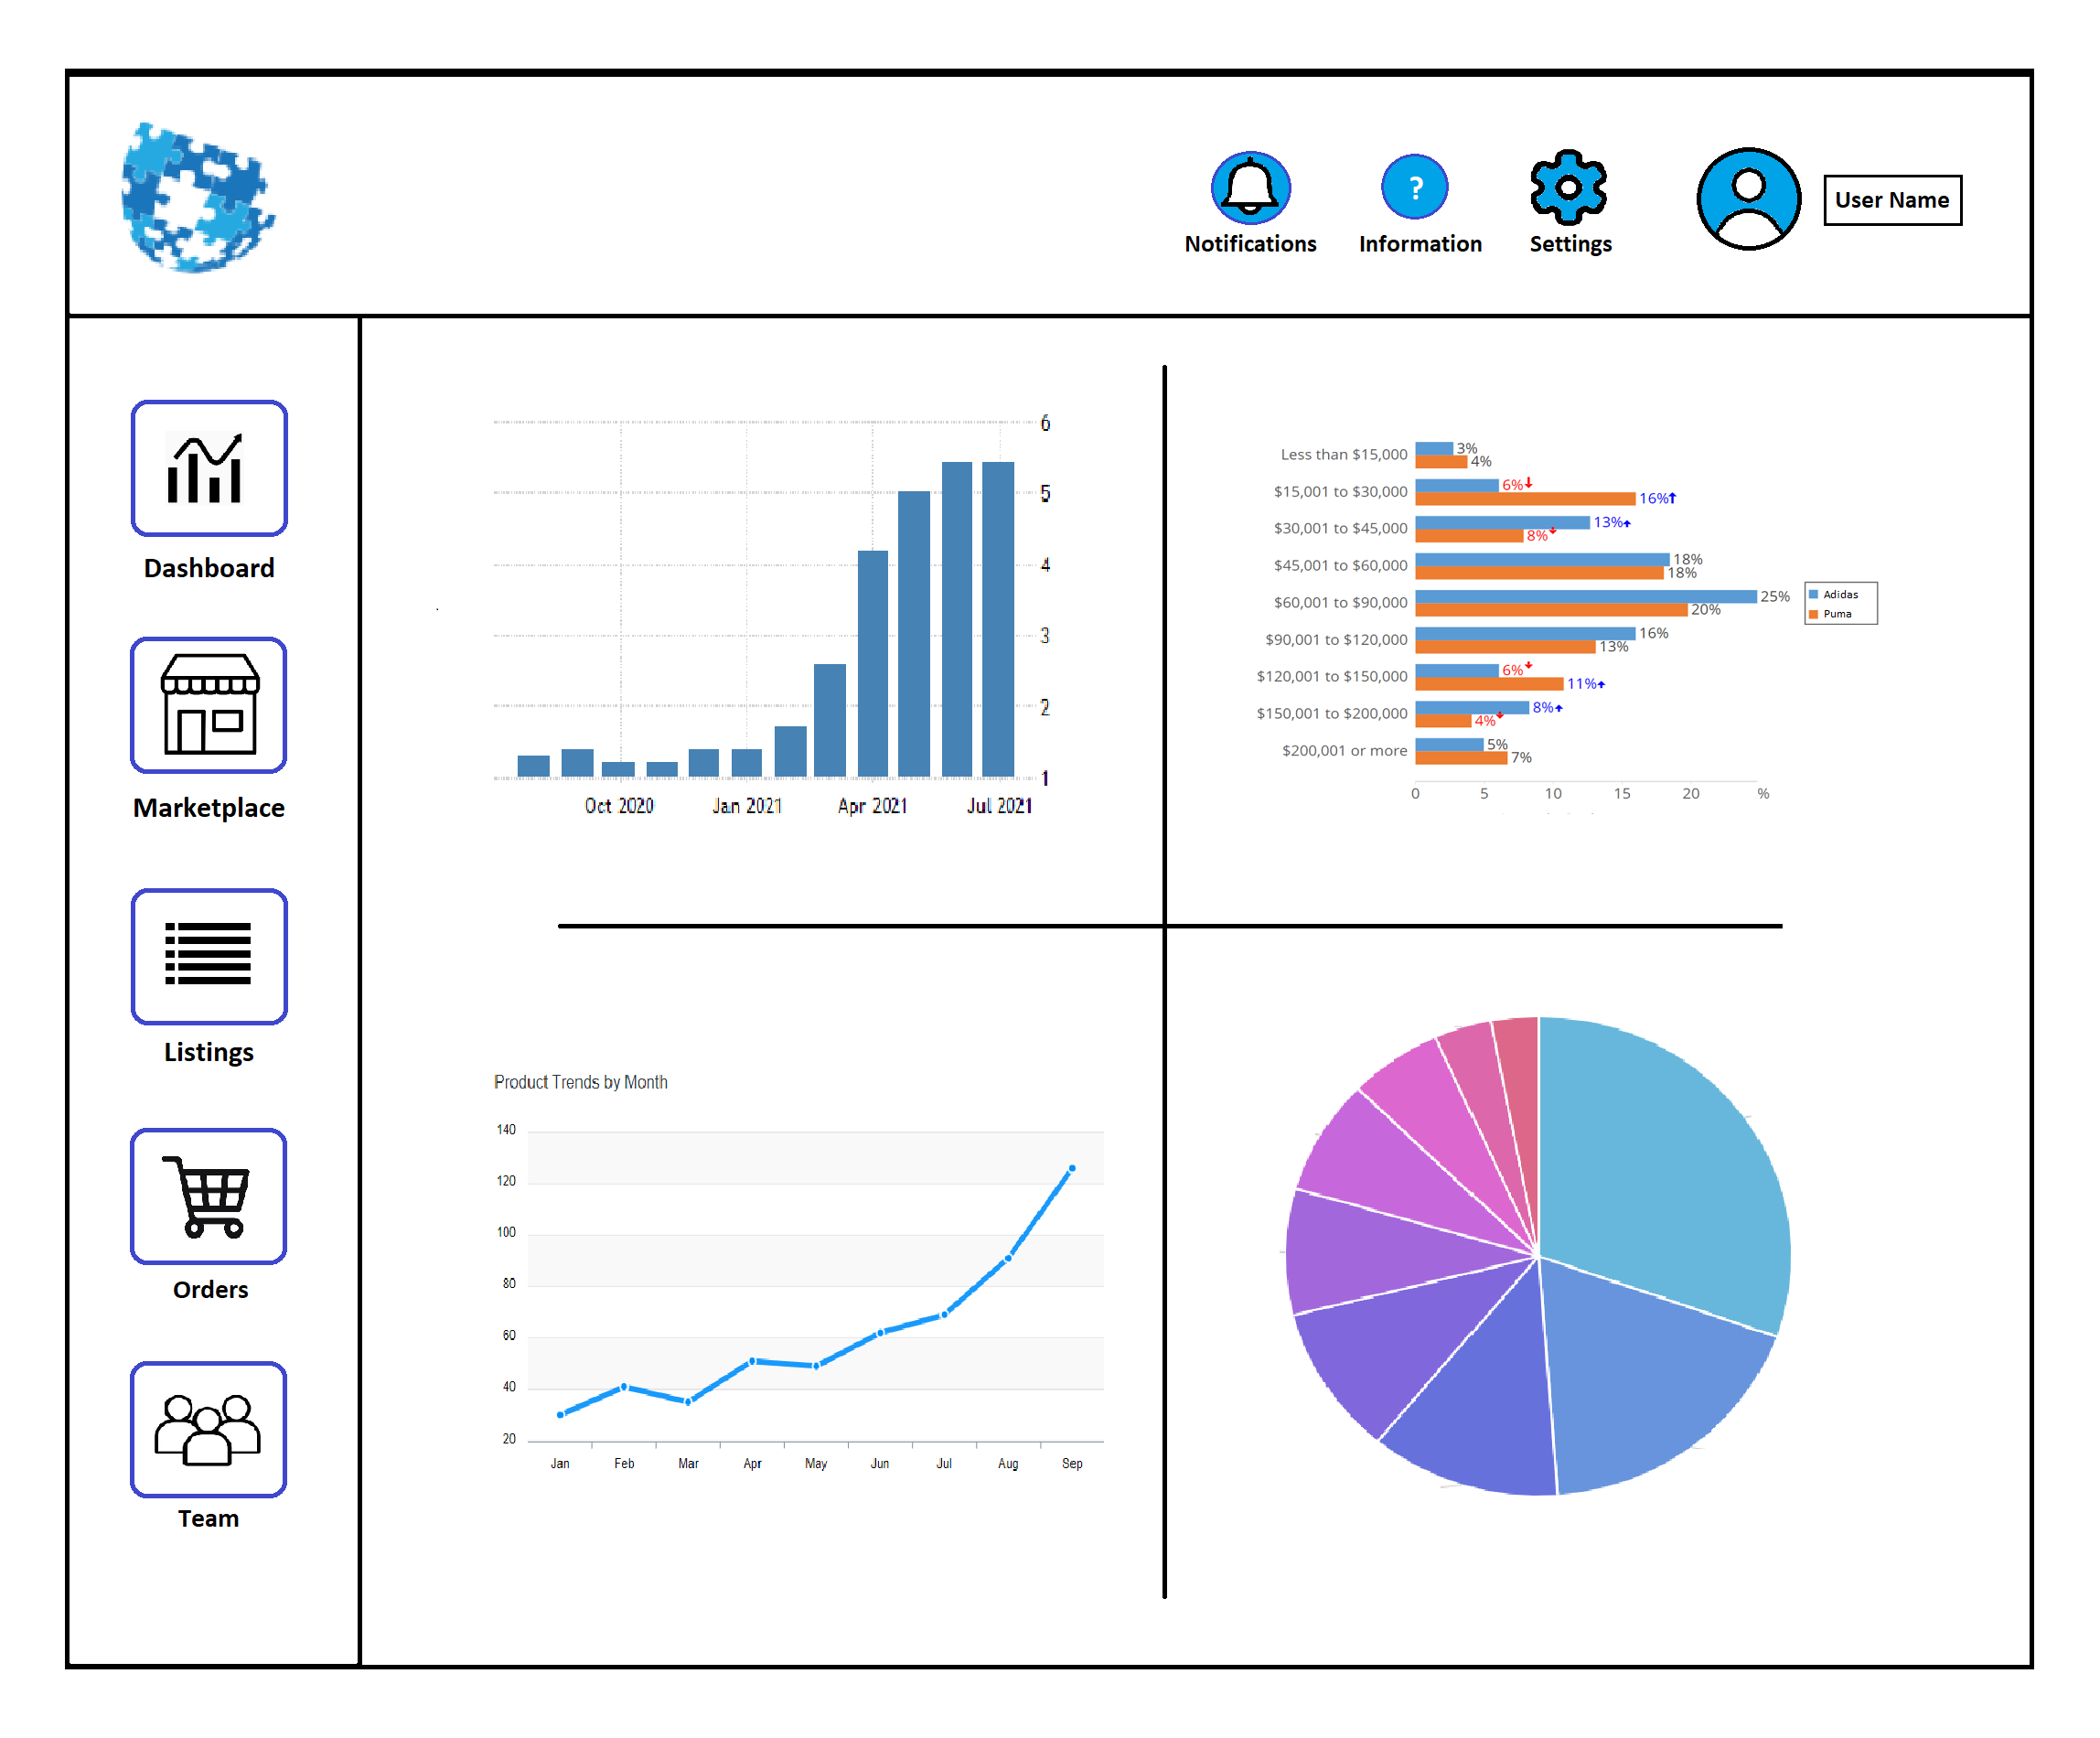 ?
Notifications
Information
Settings
User Name
Dashboard
Marketplace
Listings
Orders
Team
6
5
4
3
2
1
Oct 2020 Jan 2021 Apr 2021 Jul 2021
Less than $15,000 3% 4%
$15,001 to $30,000 6% 16%
$30,001 to $45,000 13% 8%
$45,001 to $60,000 18% 18%
$60,001 to $90,000 25% 20%
$90,001 to $120,000 16% 13%
$120,001 to $150,000 6% 11%
$150,001 to $200,000 8% 4%
$200,001 or more 5% 7%
0 5 10 15 20 %
Adidas
Puma
Product Trends by Month
140
120
100
80
60
40
20
Jan Feb Mar Apr May Jun Jul Aug Sep